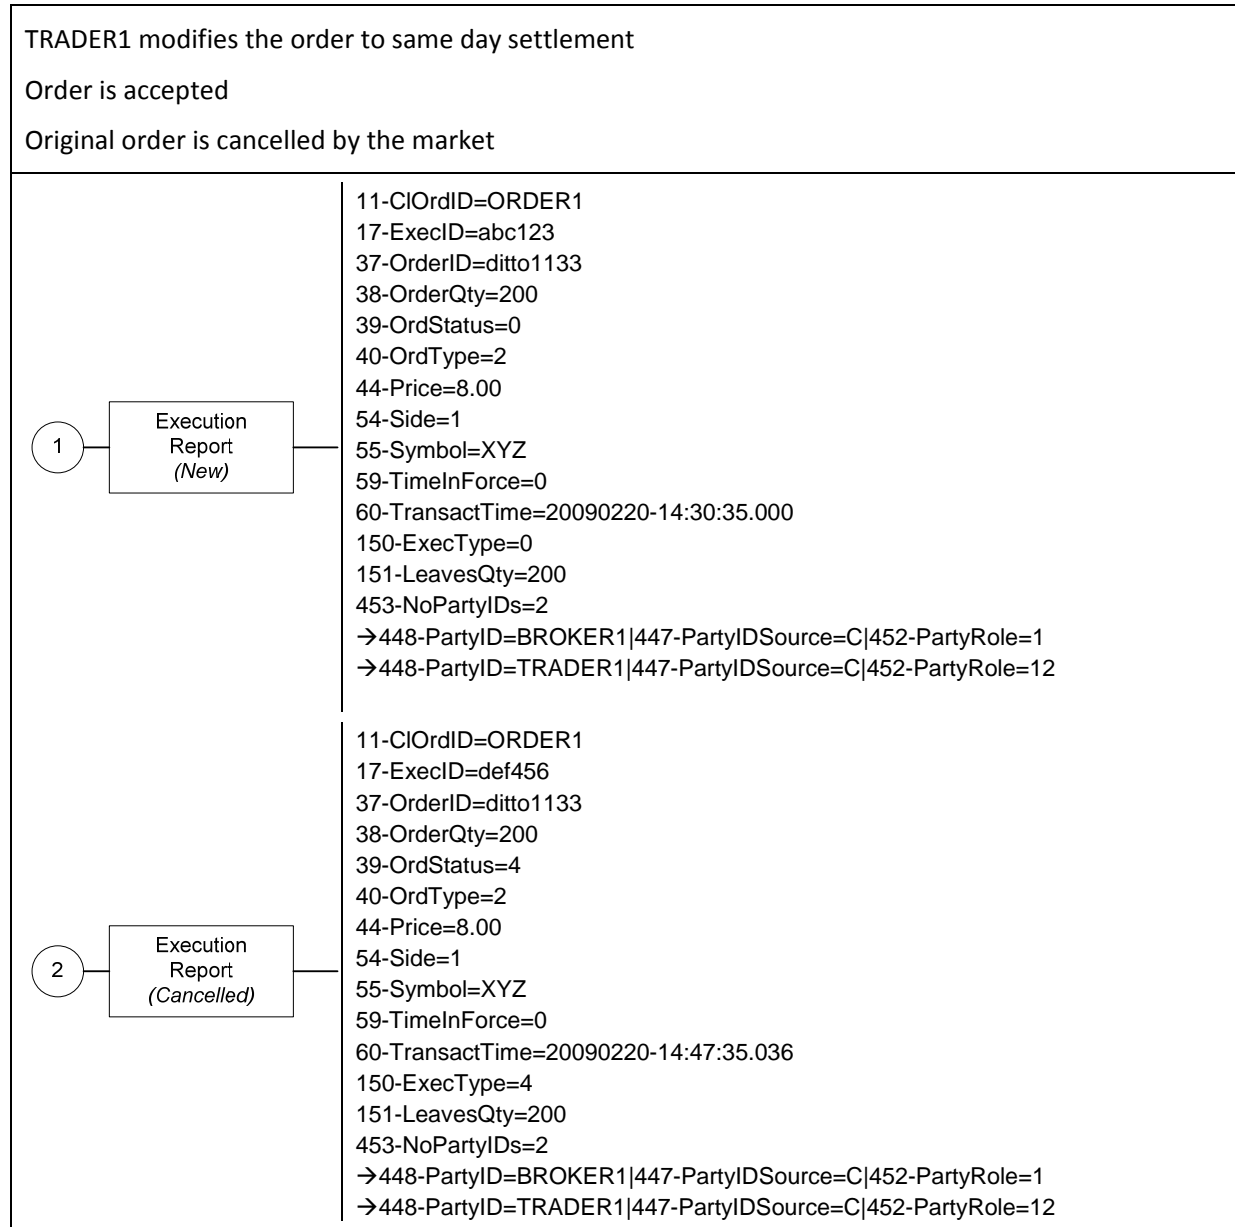 TRADER1 modifies the order to same day settlement
Order is accepted
Original order is cancelled by the market
1
Execution
Report
(New)
11-ClOrdID=ORDER1
17-ExecID=abc123
37-OrderID=ditto1133
38-OrderQty=200
39-OrdStatus=0
40-OrdType=2
44-Price=8.00
54-Side=1
55-Symbol=XYZ
59-TimeInForce=0
60-TransactTime=20090220-14:30:35.000
150-ExecType=0
151-LeavesQty=200
453-NoPartyIDs=2
→448-PartyID=BROKER1|447-PartyIDSource=C|452-PartyRole=1
→448-PartyID=TRADER1|447-PartyIDSource=C|452-PartyRole=12
2
Execution
Report
(Cancelled)
11-ClOrdID=ORDER1
17-ExecID=def456
37-OrderID=ditto1133
38-OrderQty=200
39-OrdStatus=4
40-OrdType=2
44-Price=8.00
54-Side=1
55-Symbol=XYZ
59-TimeInForce=0
60-TransactTime=20090220-14:47:35.036
150-ExecType=4
151-LeavesQty=200
453-NoPartyIDs=2
→448-PartyID=BROKER1|447-PartyIDSource=C|452-PartyRole=1
→448-PartyID=TRADER1|447-PartyIDSource=C|452-PartyRole=12